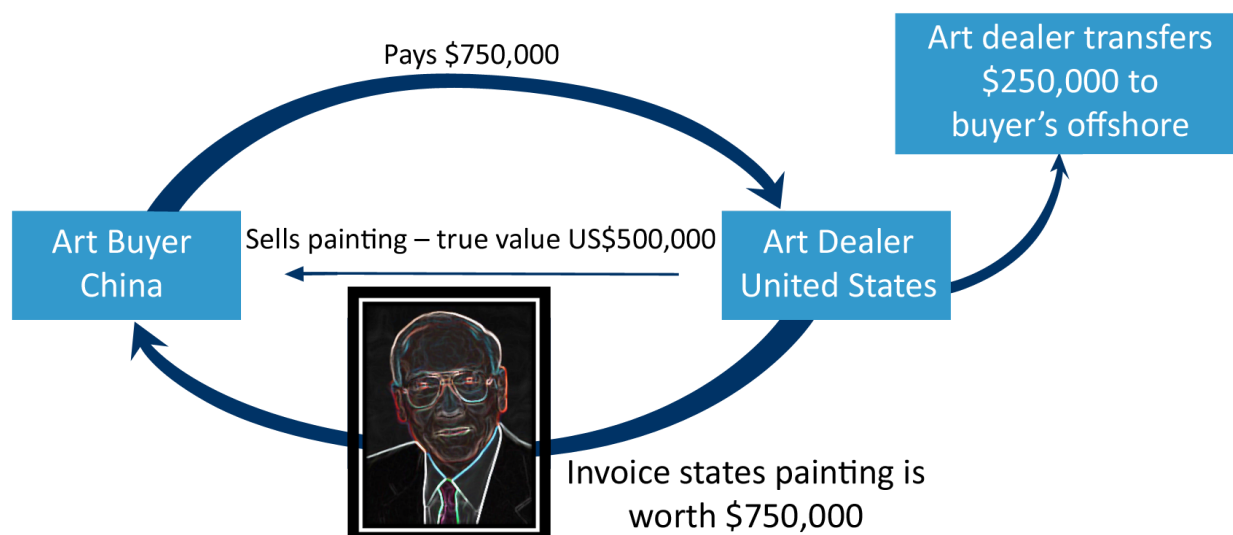 Pays $750,000
Art dealer transfers
$250,000 to
buyer’s offshore
Art Buyer
China
Sells painting – true value US$500,000
Art Dealer
United States
Invoice states painting is
worth $750,000